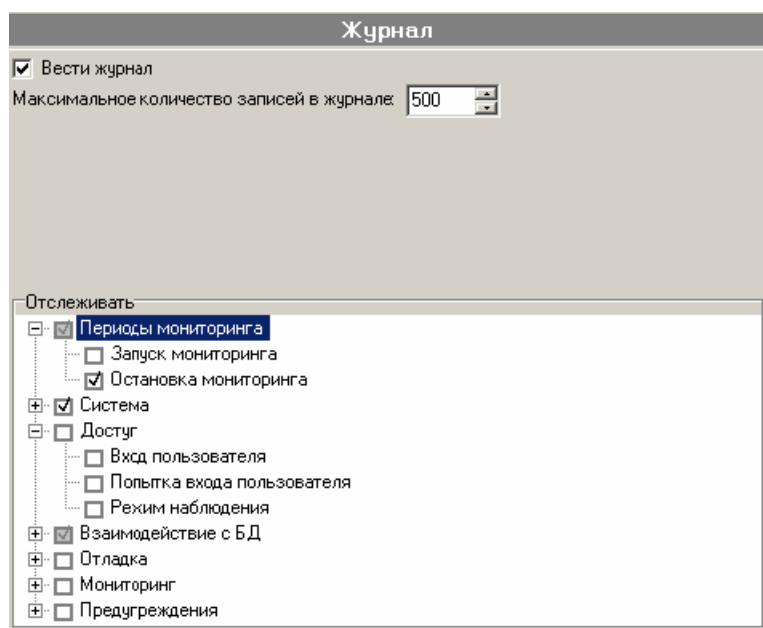 Журнал
Вести журнал
Максимальное количество записей в журнале: 500
Отслеживать
Периоды мониторинга
Запуск мониторинга
Остановка мониторинга
Система
Доступ
Вход пользователя
Попытка входа пользователя
Режим наблюдения
Взаимодействие с БД
Отладка
Мониторинг
Предупреждения